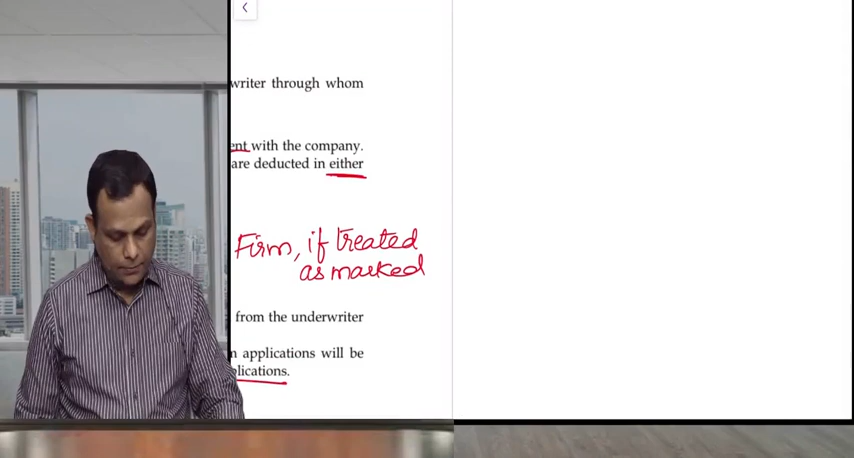 writer through whom
ent with the company.
are deducted in either
Firm, if treated
as marked
from the underwriter
applications will be
plications.